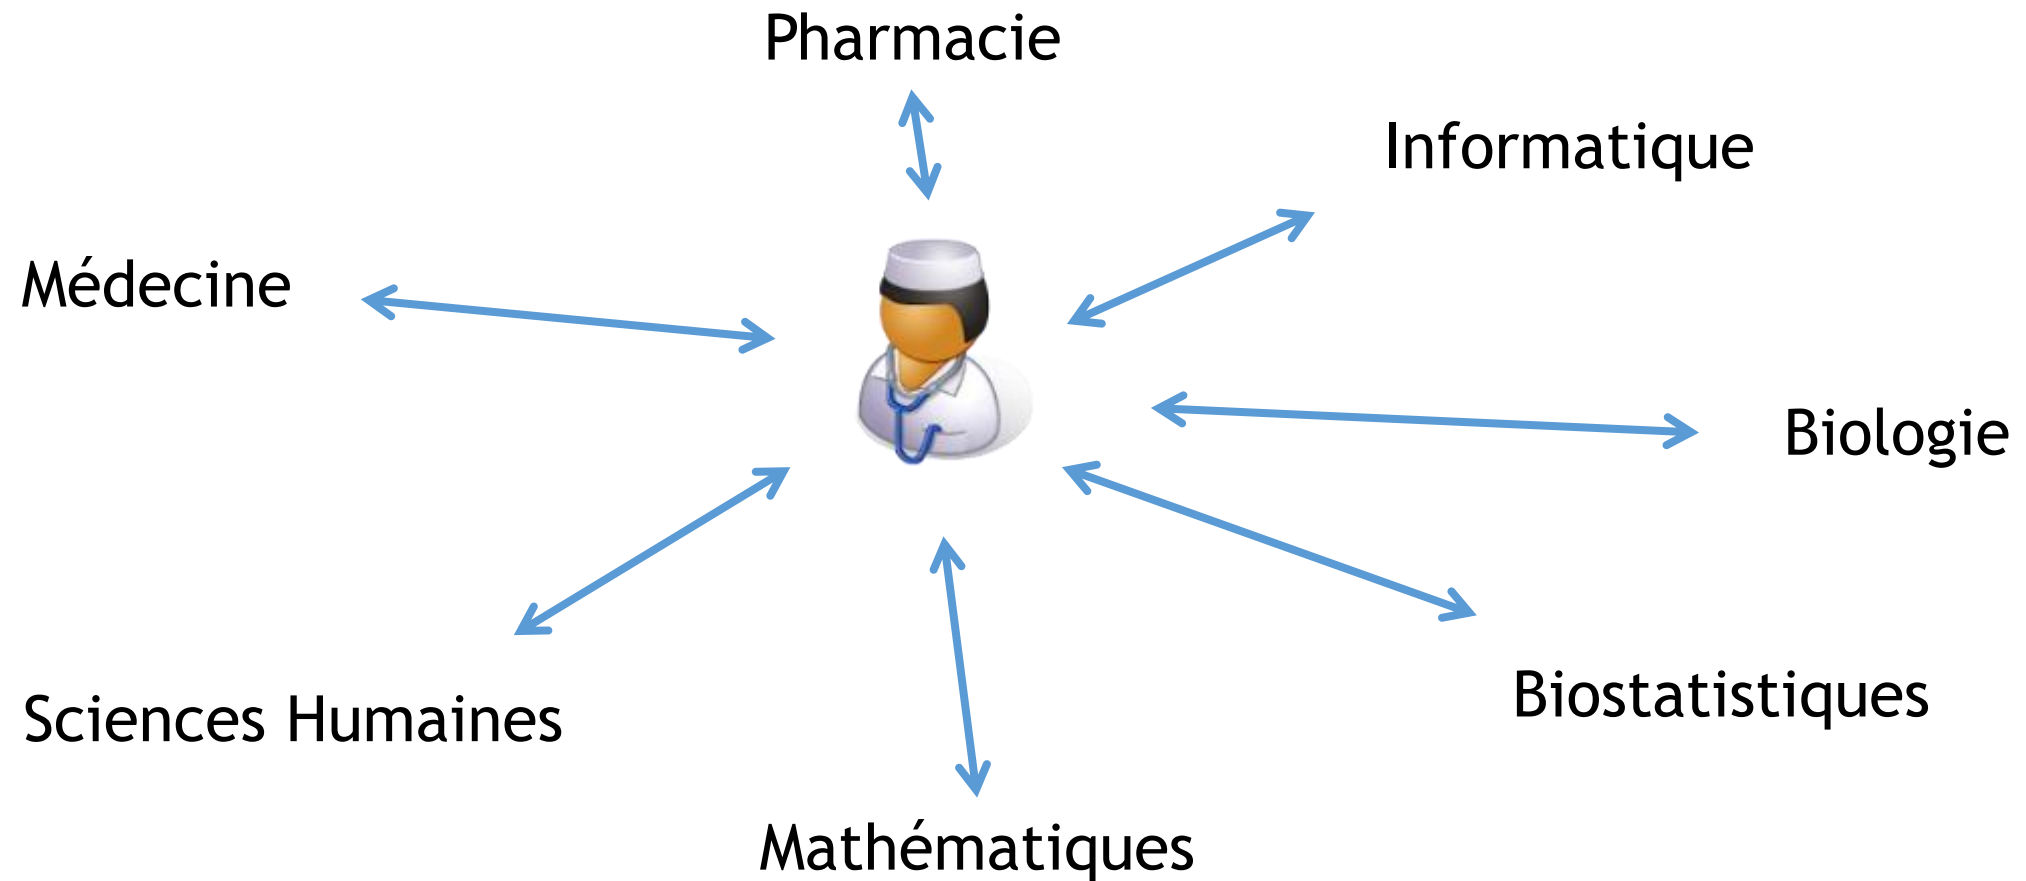 Pharmacie
Informatique
Médecine
Biologie
Biostatistiques
Sciences Humaines
Mathématiques